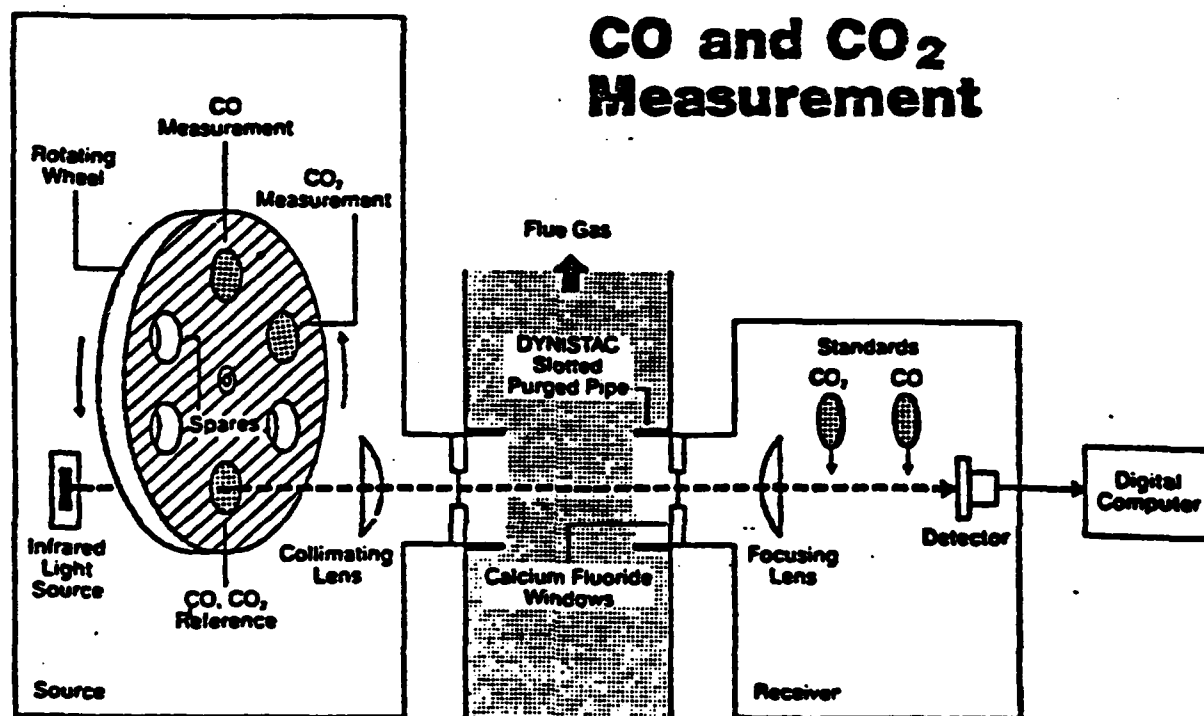 CO and CO₂
Measurement
CO
Measurement
Rotating
Wheel
CO₂
Measurement
Flue Gas
DYNISTAC
Slotted
Purged Pipe
Standards
CO₂
CO
Spares
Infrared
Light
Source
CO, CO₂
Reference
Collimating
Lens
Calcium Fluoride
Windows
Focusing
Lens
Detector
Digital
Computer
Source
Receiver